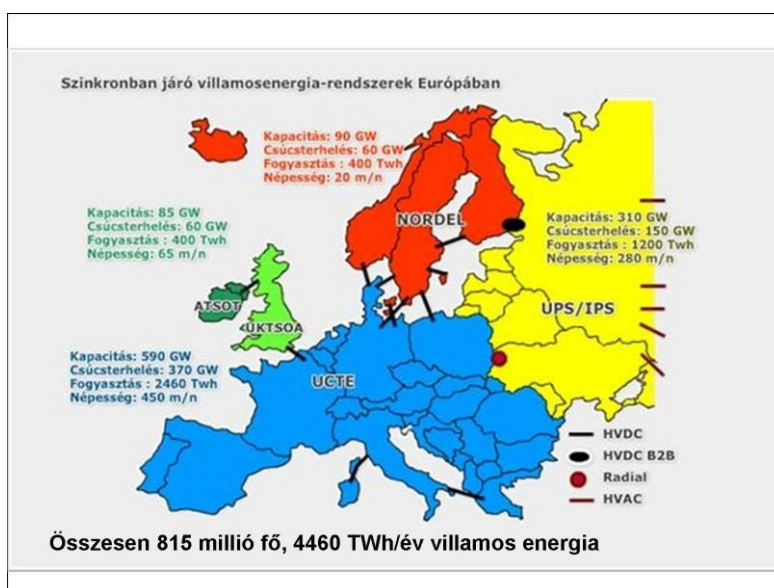 Szinkronban járó villamosenergia-rendszerek Európában
Kapacitás: 90 GW
Csúcsterhelés: 60 GW
Fogyasztás : 400 Twh
Népesség: 20 m/n
Kapacitás: 85 GW
Csúcsterhelés: 60 GW
Fogyasztás : 400 Twh
Népesség: 65 m/n
NORDEL
Kapacitás: 310 GW
Csúcsterhelés: 150 GW
Fogyasztás : 1200 Twh
Népesség: 280 m/n
ATSOT
UKTSOA
UPS/IPS
Kapacitás: 590 GW
Csúcsterhelés: 370 GW
Fogyasztás : 2460 Twh
Népesség: 450 m/n
UCTE
HVDC
HVDC B2B
Radial
HVAC
Összesen 815 millió fő, 4460 TWh/év villamos energia